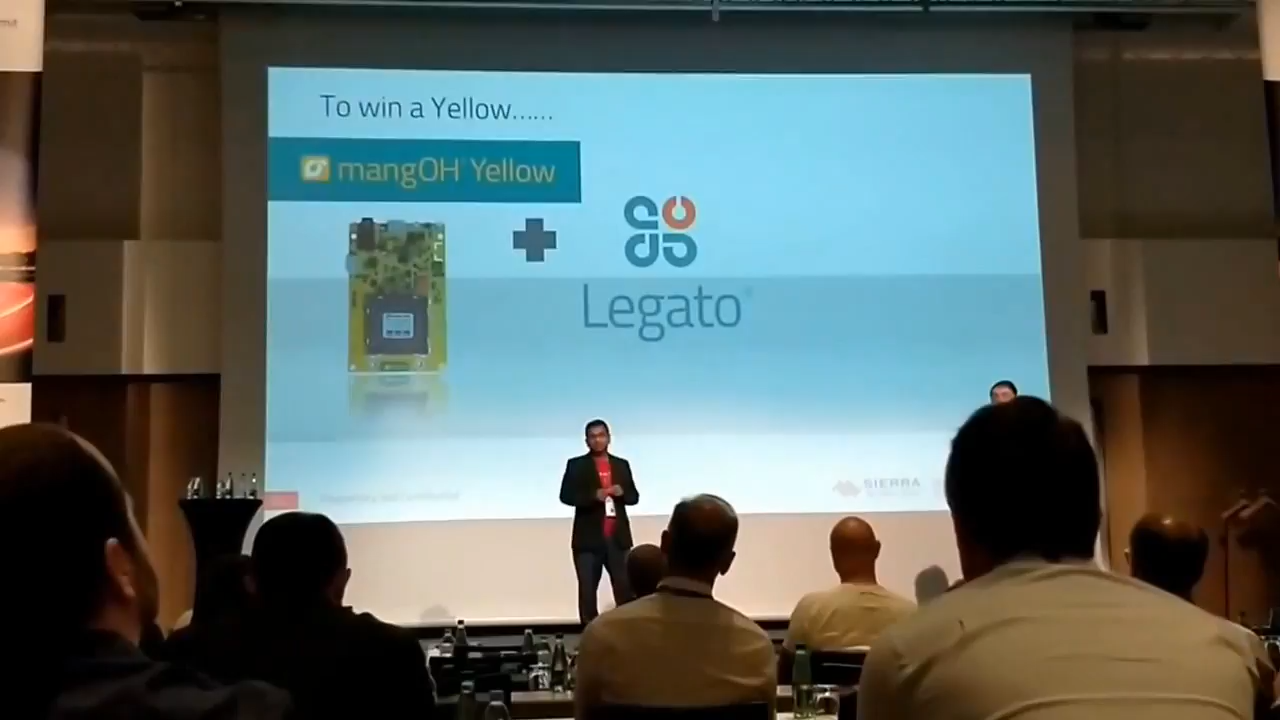 To win a Yellow......
mangOH Yellow
Legato
SIERRA